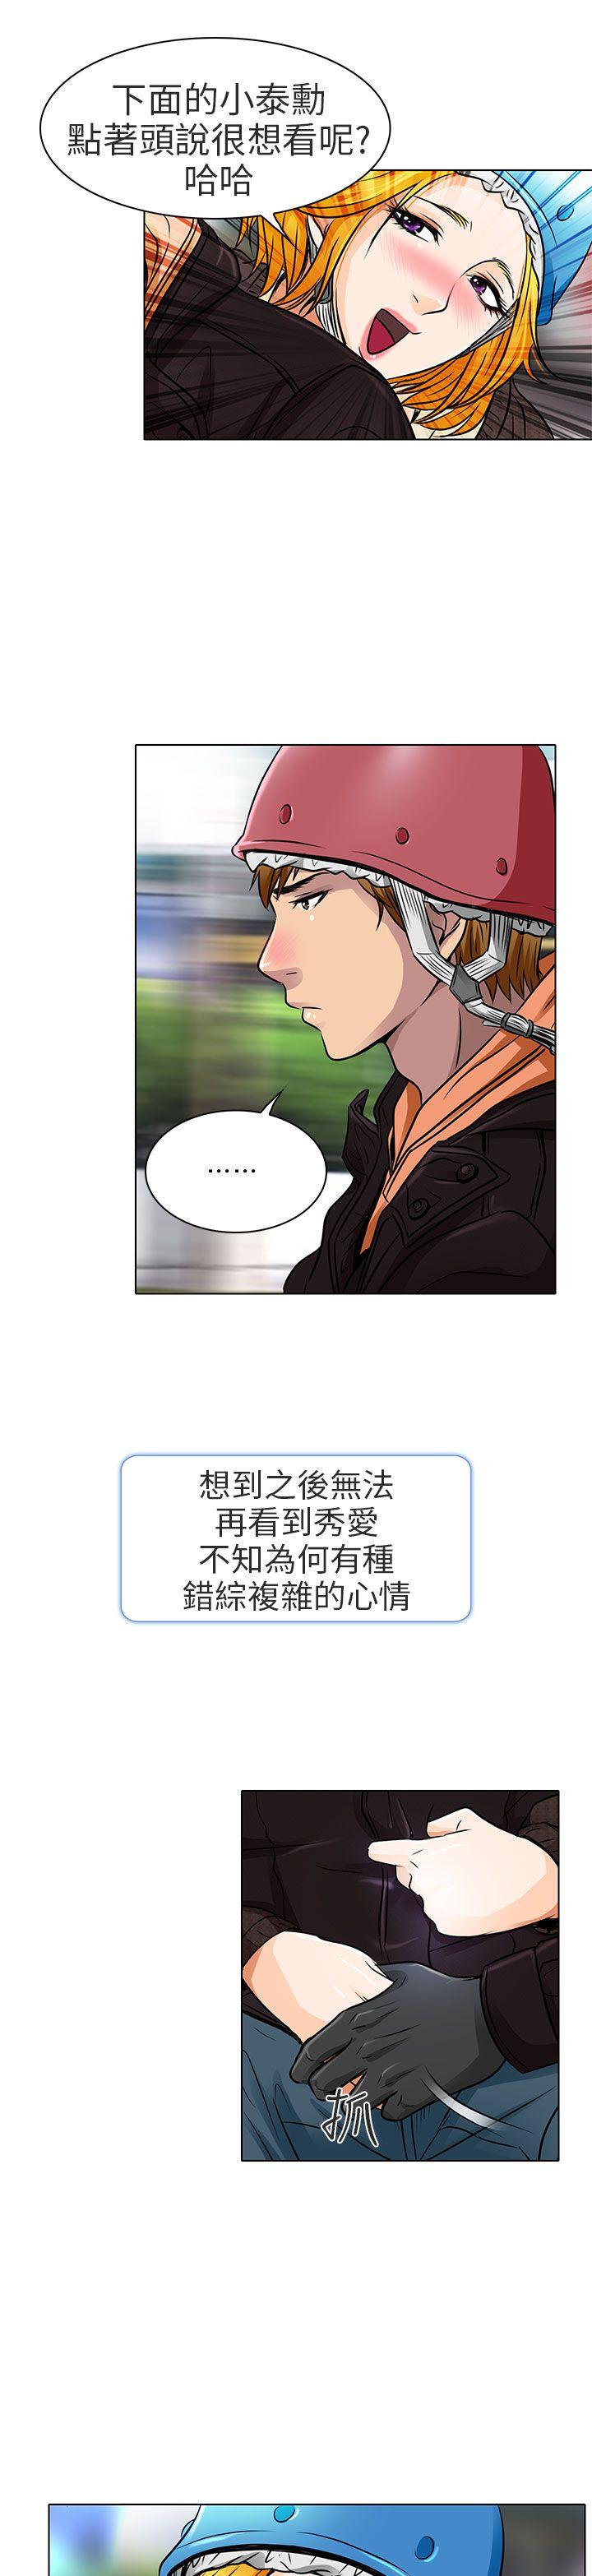 下面的小泰勳
點著頭說很想看呢?
哈哈
……
想到之後無法
再看到秀愛
不知為何有種
錯綜複雜的心情
抓